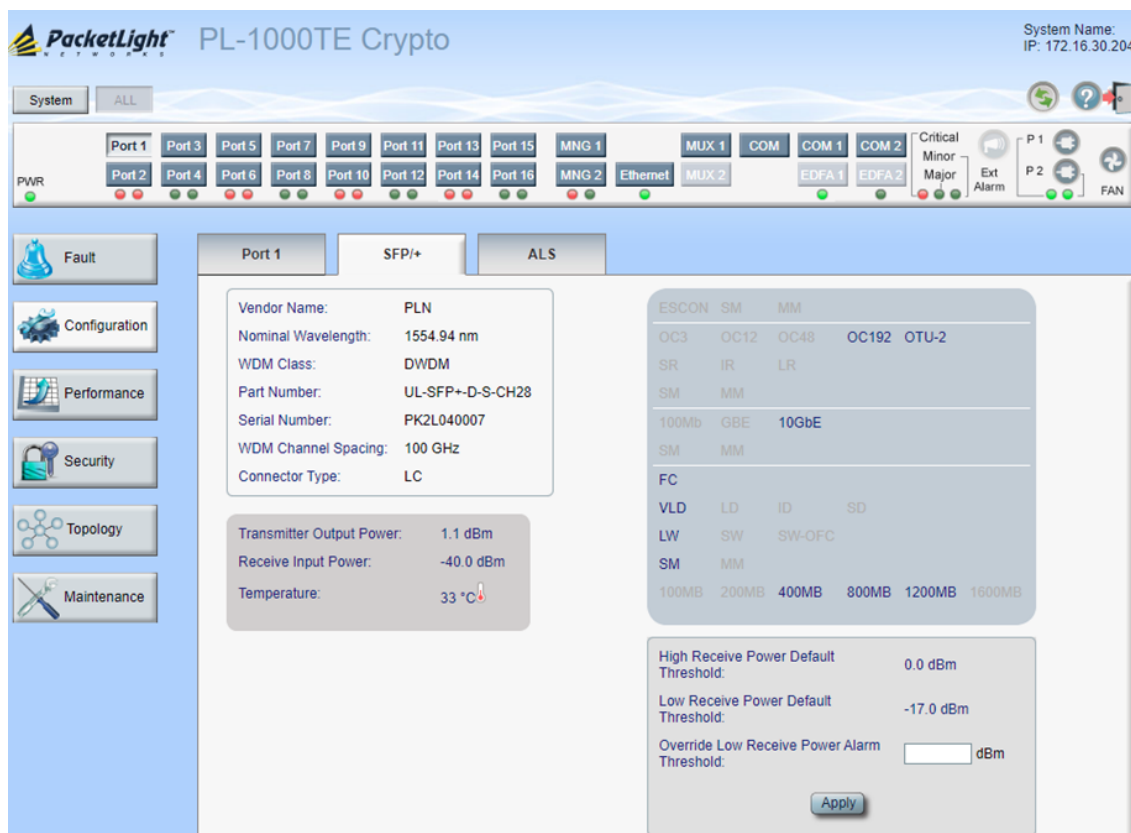 PacketLight™ PL-1000TE Crypto
NETWORKS
System Name:
IP: 172.16.30.204
System ALL
Port 1 Port 3 Port 5 Port 7 Port 9 Port 11 Port 13 Port 15 MNG 1 MUX 1 COM COM 1 COM 2
Port 2 Port 4 Port 6 Port 8 Port 10 Port 12 Port 14 Port 16 MNG 2 Ethernet MUX 2 EDFA 1 EDFA 2
PWR
Critical
Minor
Major
Ext
Alarm
P 1
P 2
FAN
Fault
Configuration
Performance
Security
Topology
Maintenance
Port 1 SFP/+ ALS
Vendor Name: PLN
Nominal Wavelength: 1554.94 nm
WDM Class: DWDM
Part Number: UL-SFP+-D-S-CH28
Serial Number: PK2L040007
WDM Channel Spacing: 100 GHz
Connector Type: LC
Transmitter Output Power: 1.1 dBm
Receive Input Power: -40.0 dBm
Temperature: 33 °C
ESCON SM MM
OC3 OC12 OC48 OC192 OTU-2
SR IR LR
SM MM
100Mb GBE 10GbE
SM MM
FC
VLD LD ID SD
LW SW SW-OFC
SM MM
100MB 200MB 400MB 800MB 1200MB 1600MB
High Receive Power Default
Threshold: 0.0 dBm
Low Receive Power Default
Threshold: -17.0 dBm
Override Low Receive Power Alarm
Threshold: dBm
Apply